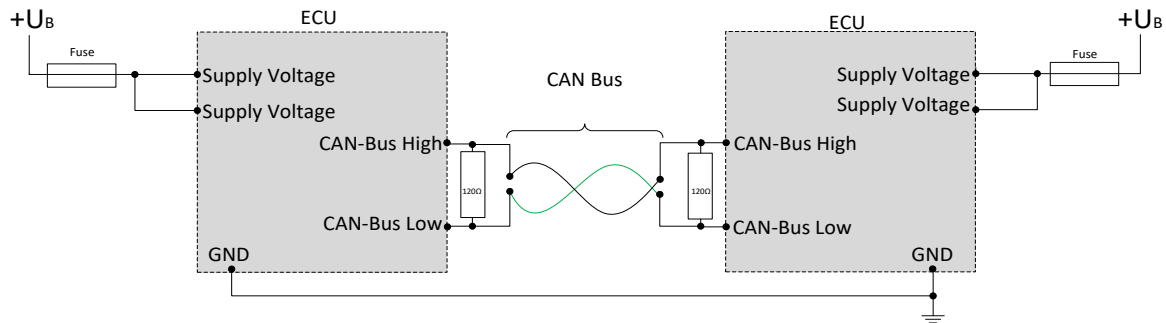 +UB
Fuse
ECU
Supply Voltage
Supply Voltage
CAN-Bus High
120Ω
CAN-Bus Low
GND
CAN Bus
ECU
+UB
Fuse
Supply Voltage
Supply Voltage
CAN-Bus High
120Ω
CAN-Bus Low
GND